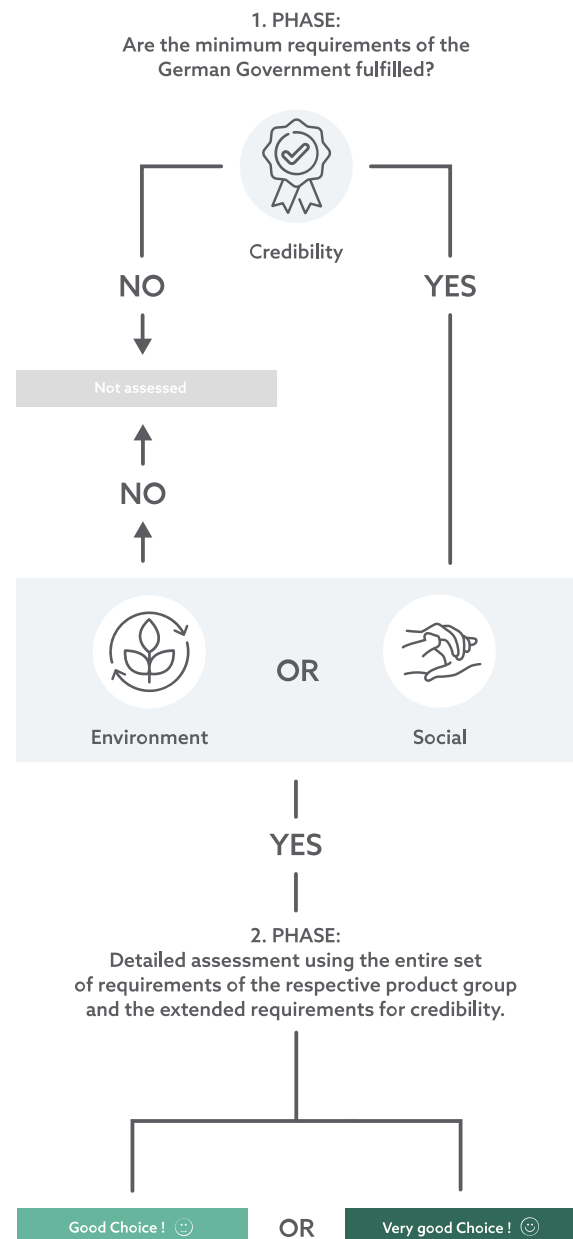 1. PHASE:
Are the minimum requirements of the
German Government fulfilled?
Credibility
NO
YES
Not assessed
NO
Environment
OR
Social
YES
2. PHASE:
Detailed assessment using the entire set
of requirements of the respective product group
and the extended requirements for credibility.
Good Choice !
OR
Very good Choice !